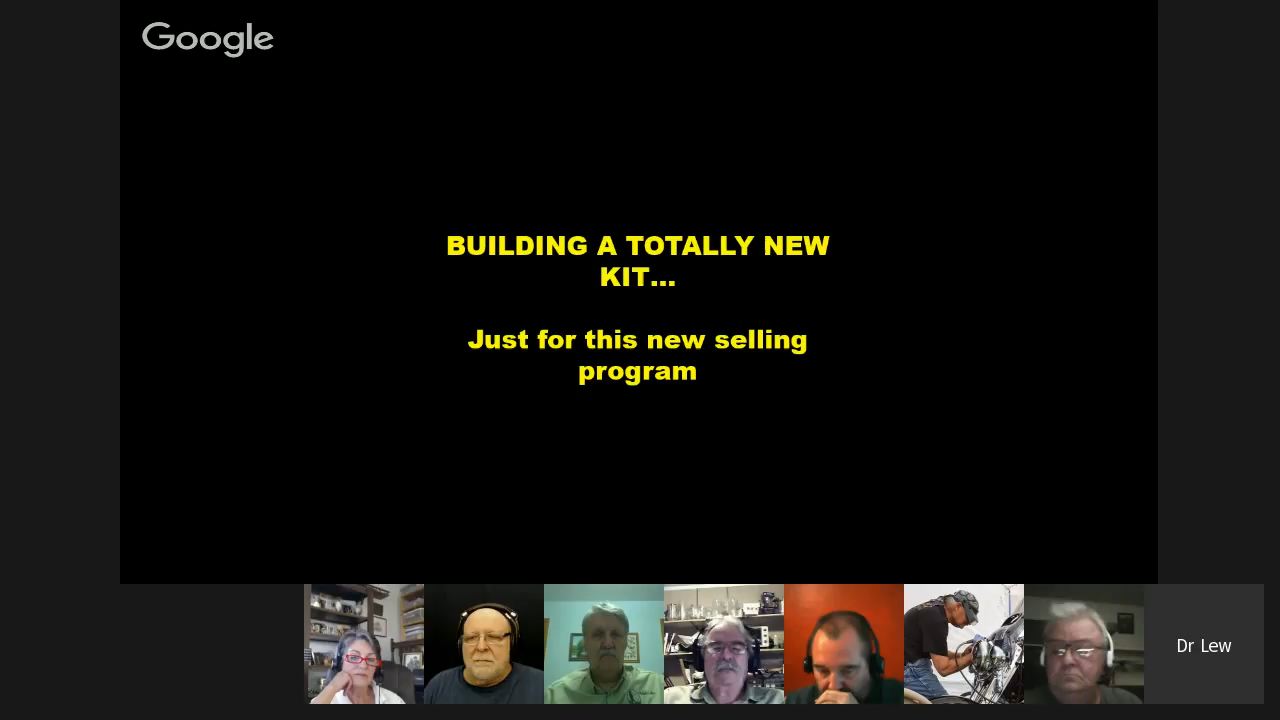 Google
BUILDING A TOTALLY NEW
KIT...
Just for this new selling
program
Dr Lew